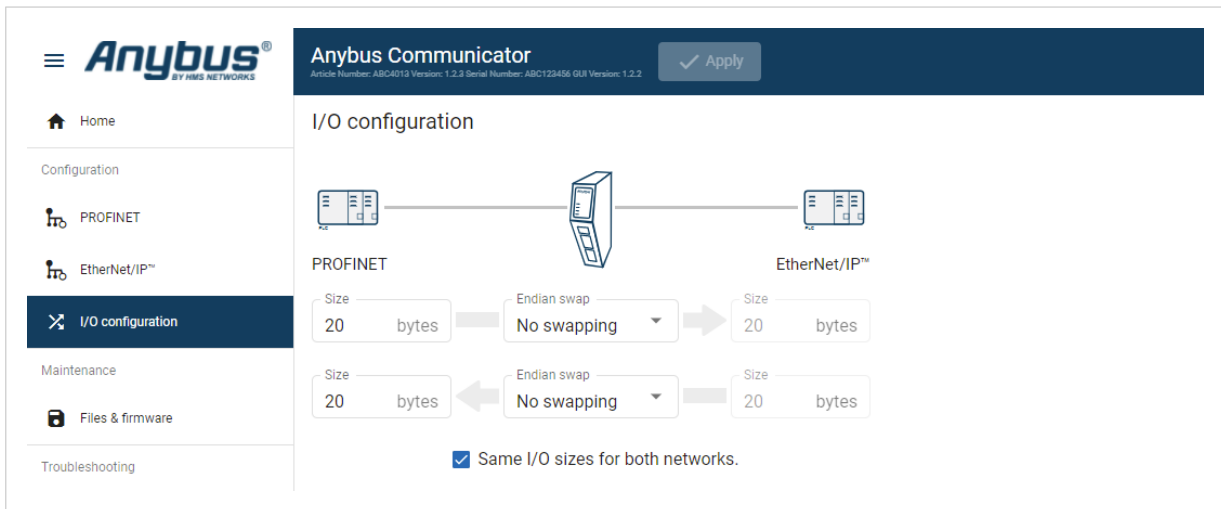 Anybus®
BY HMS NETWORKS
Anybus Communicator
Article Number: ABC4013 Version: 1.2.3 Serial Number: ABC123456 GUI Version: 1.2.2
Apply
Home
Configuration
PROFINET
EtherNet/IP™
I/O configuration
Maintenance
Files & firmware
Troubleshooting
I/O configuration
PROFINET
EtherNet/IP™
Size
20 bytes
Endian swap
No swapping
Size
20 bytes
Size
20 bytes
Endian swap
No swapping
Size
20 bytes
Same I/O sizes for both networks.